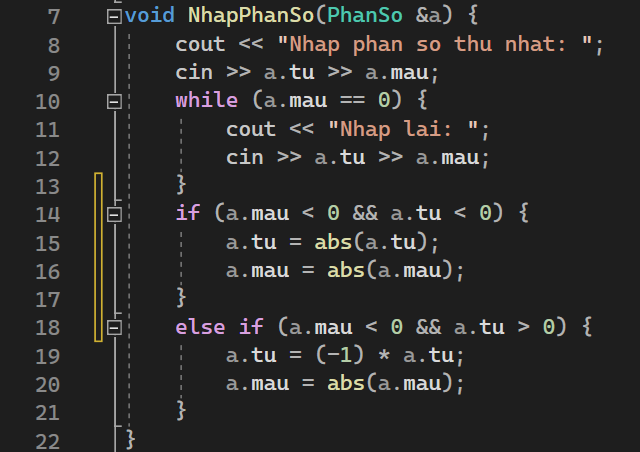 7 void NhapPhanSo(PhanSo &a) {
8 cout << "Nhap phan so thu nhat: ";
9 cin >> a.tu >> a.mau;
10 while (a.mau == 0) {
11 cout << "Nhap lai: ";
12 cin >> a.tu >> a.mau;
13 }
14 if (a.mau < 0 && a.tu < 0) {
15 a.tu = abs(a.tu);
16 a.mau = abs(a.mau);
17 }
18 else if (a.mau < 0 && a.tu > 0) {
19 a.tu = (-1) * a.tu;
20 a.mau = abs(a.mau);
21 }
22 }